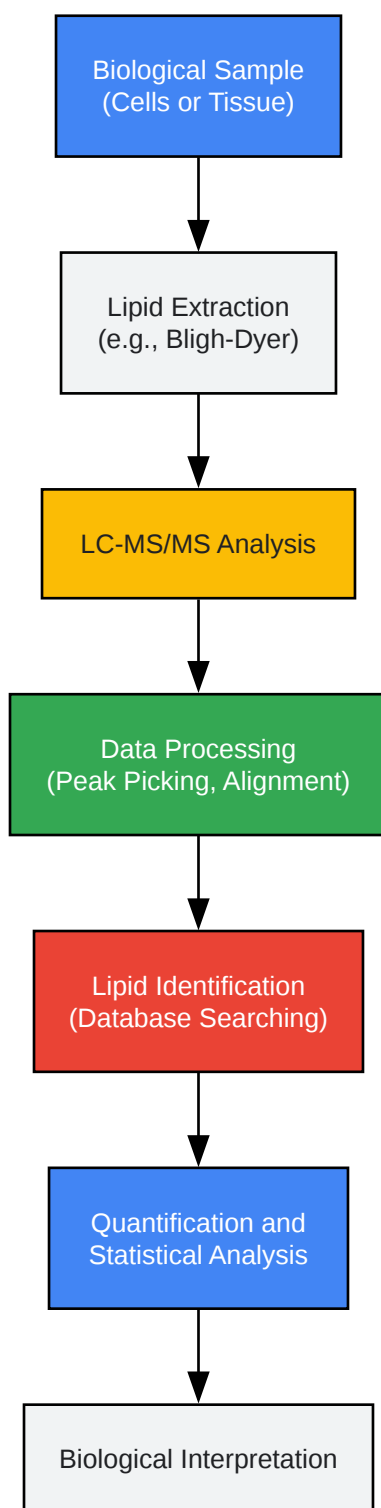 Biological Sample
(Cells or Tissue)
Lipid Extraction
(e.g., Bligh-Dyer)
LC-MS/MS Analysis
Data Processing
(Peak Picking, Alignment)
Lipid Identification
(Database Searching)
Quantification and
Statistical Analysis
Biological Interpretation